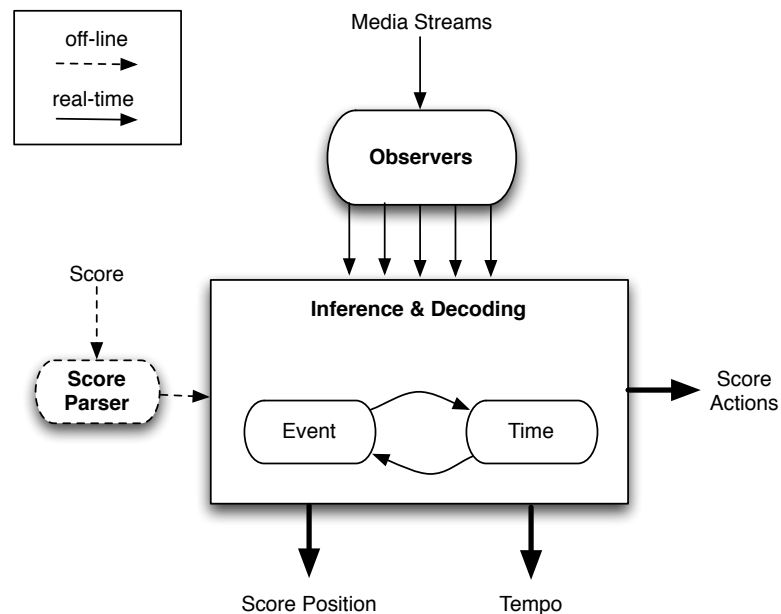 off-line
real-time
Media Streams
Observers
Score
Inference & Decoding
Score
Parser
Event
Time
Score
Actions
Score Position
Tempo